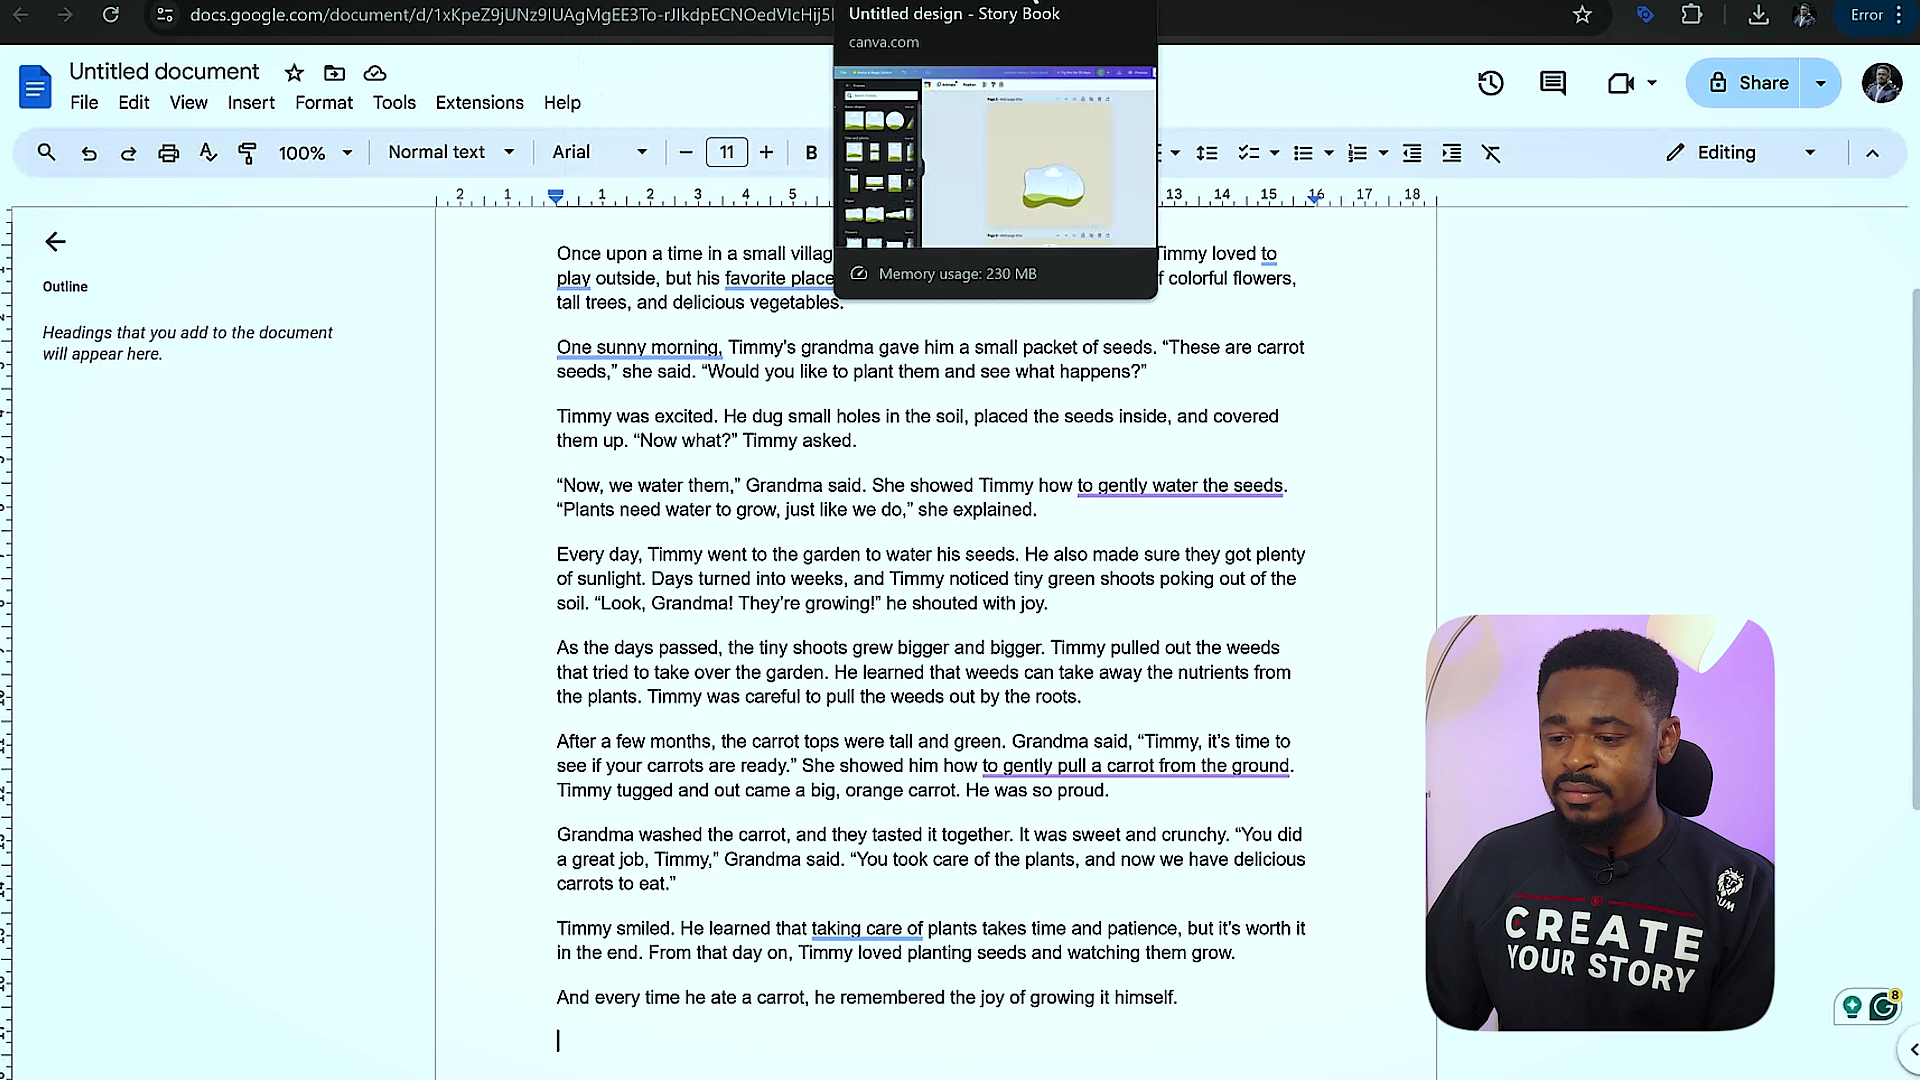 docs.google.com/document/d/1xKpeZ9jUNz9IUAgMgEE3To-rJIkdpECNOedVIcHij5
Error
Untitled design - Story Book
canva.com
Memory usage: 230 MB
Untitled document
File Edit View Insert Format Tools Extensions Help
Share
100% Normal text Arial 11 B
Editing
2 1 1 2 3 4 5 13 14 15 16 17 18
Outline
Headings that you add to the document
will appear here.
Once upon a time in a small villag Timmy loved to
play outside, but his favorite place f colorful flowers,
tall trees, and delicious vegetables.
One sunny morning, Timmy's grandma gave him a small packet of seeds. “These are carrot
seeds,” she said. “Would you like to plant them and see what happens?”
Timmy was excited. He dug small holes in the soil, placed the seeds inside, and covered
them up. “Now what?” Timmy asked.
“Now, we water them,” Grandma said. She showed Timmy how to gently water the seeds.
“Plants need water to grow, just like we do,” she explained.
Every day, Timmy went to the garden to water his seeds. He also made sure they got plenty
of sunlight. Days turned into weeks, and Timmy noticed tiny green shoots poking out of the
soil. “Look, Grandma! They’re growing!” he shouted with joy.
As the days passed, the tiny shoots grew bigger and bigger. Timmy pulled out the weeds
that tried to take over the garden. He learned that weeds can take away the nutrients from
the plants. Timmy was careful to pull the weeds out by the roots.
After a few months, the carrot tops were tall and green. Grandma said, “Timmy, it’s time to
see if your carrots are ready.” She showed him how to gently pull a carrot from the ground.
Timmy tugged and out came a big, orange carrot. He was so proud.
Grandma washed the carrot, and they tasted it together. It was sweet and crunchy. “You did
a great job, Timmy,” Grandma said. “You took care of the plants, and now we have delicious
carrots to eat.”
Timmy smiled. He learned that taking care of plants takes time and patience, but it’s worth it
in the end. From that day on, Timmy loved planting seeds and watching them grow.
And every time he ate a carrot, he remembered the joy of growing it himself.
CREATE
YOUR STORY
8